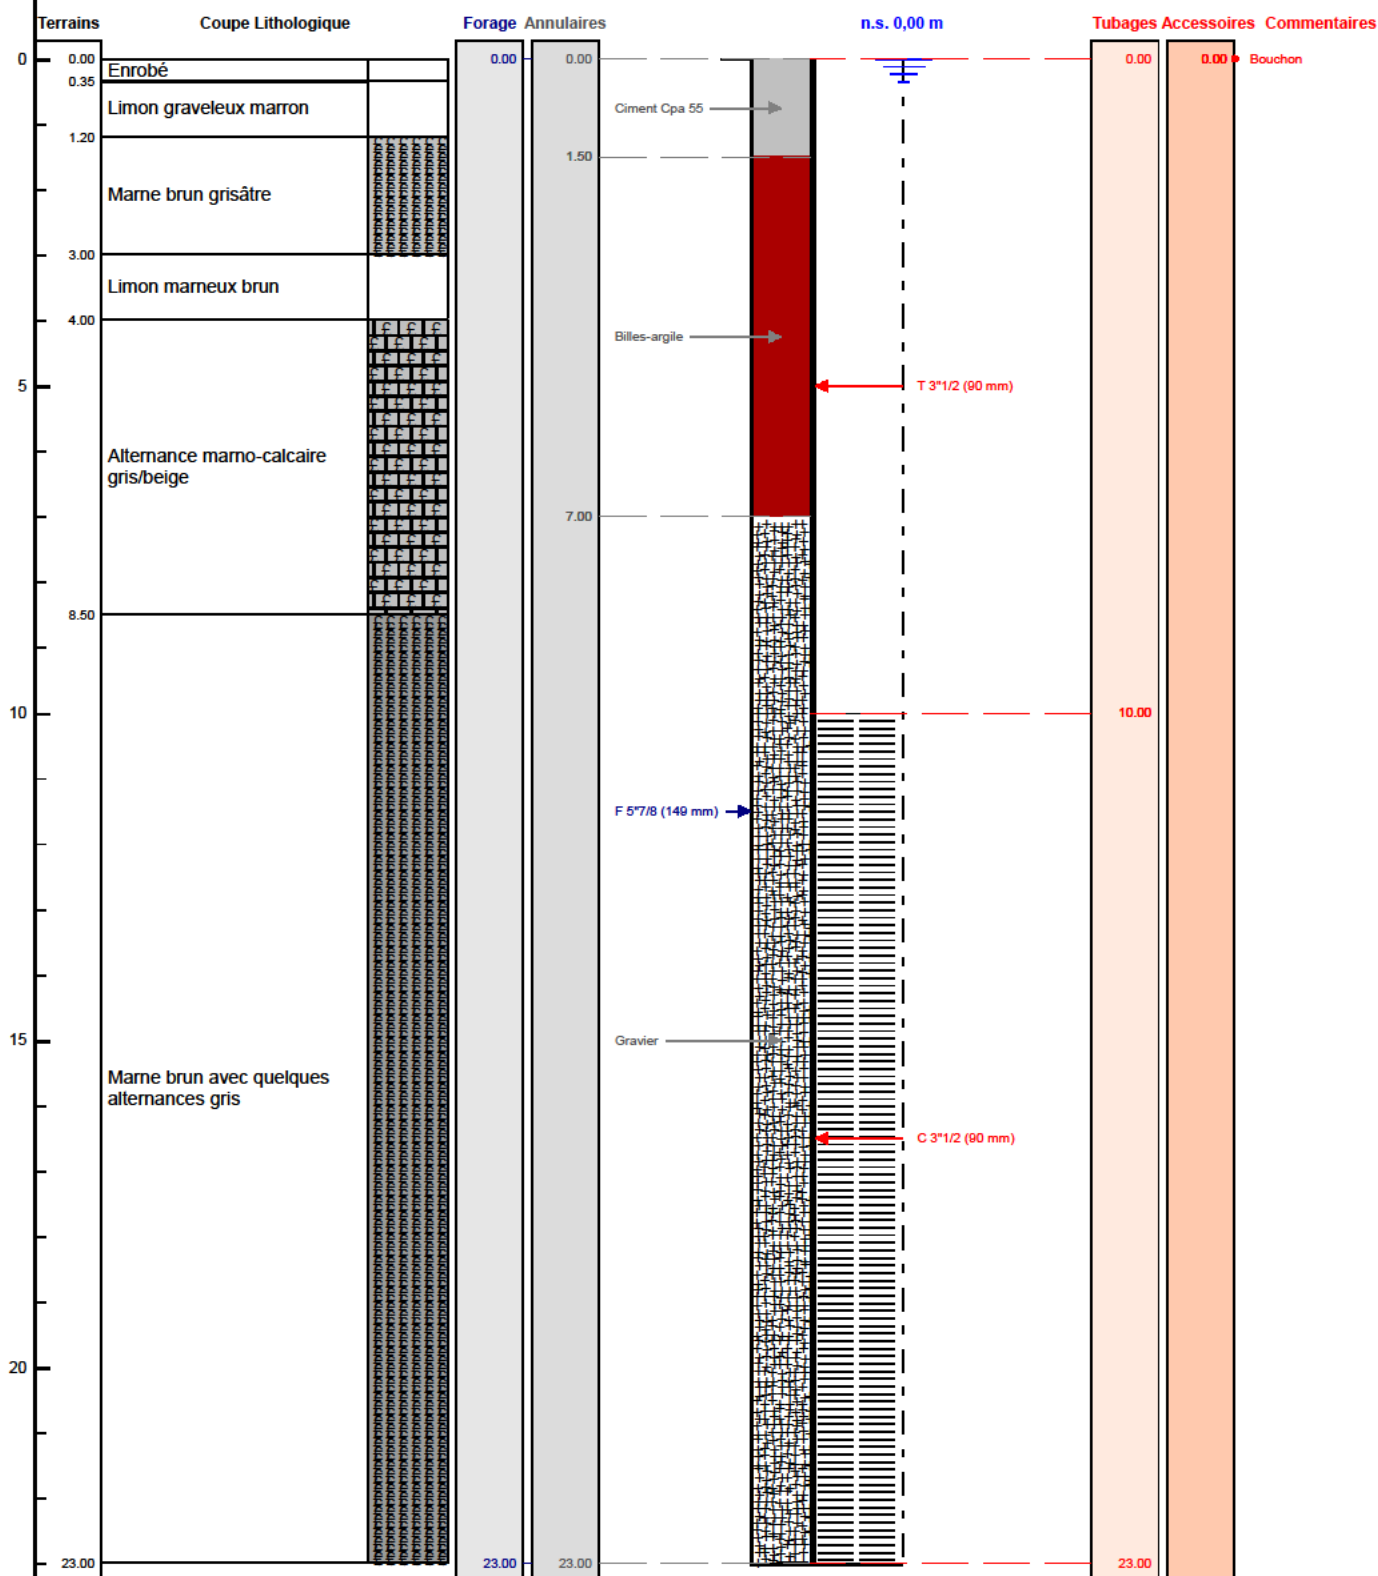 Terrains Coupe Lithologique Forage Annulaires n.s. 0,00 m Tubages Accessoires Commentaires
0 0.00 0.00 0.00 0.00 0.00 Bouchon
Enrobé
0.35
Limon graveleux marron Ciment Cpa 55
1.20
1.50
Marne brun grisâtre
3.00
Limon marneux brun
4.00
Billes-argile
5 T 3"1/2 (90 mm)
Alternance marno-calcaire
gris/beige
7.00
8.50
10 10.00
F 5"7/8 (149 mm)
15 Gravier
Marne brun avec quelques
alternances gris
C 3"1/2 (90 mm)
20
23.00 23.00 23.00 23.00